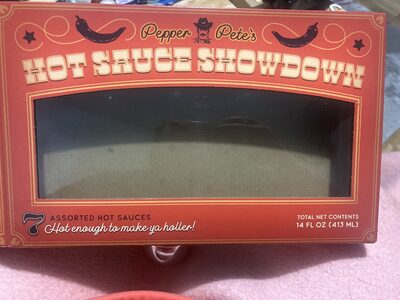 Pepper Pete's
HOT SAUCE SHOWDOWN
7 ASSORTED HOT SAUCES
Hot enough to make ya holler!
TOTAL NET CONTENTS
14 FL OZ (413 ML)